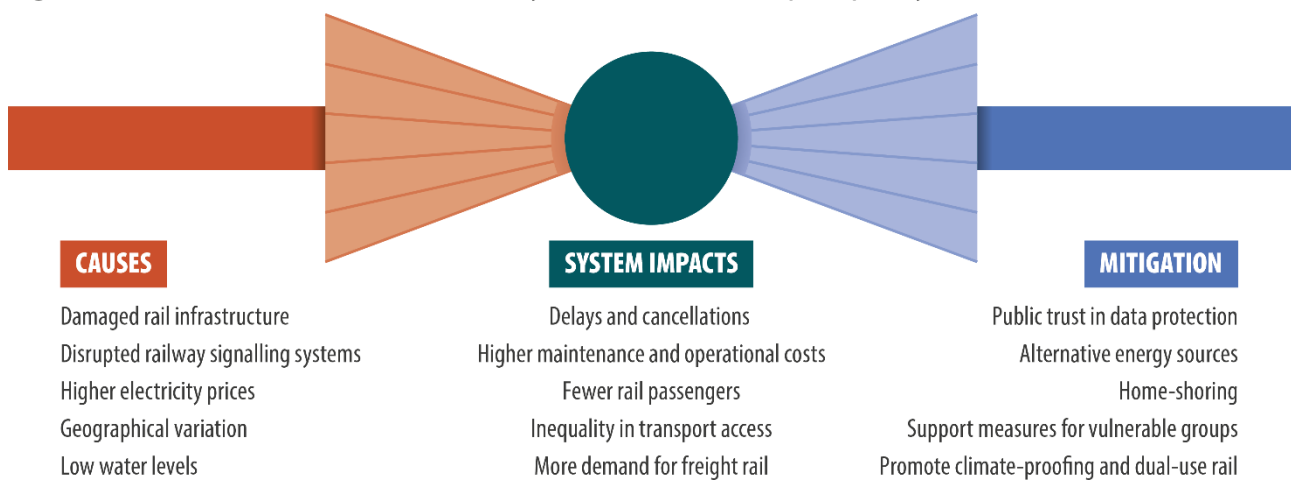 CAUSES
Damaged rail infrastructure
Disrupted railway signalling systems
Higher electricity prices
Geographical variation
Low water levels
SYSTEM IMPACTS
Delays and cancellations
Higher maintenance and operational costs
Fewer rail passengers
Inequality in transport access
More demand for freight rail
MITIGATION
Public trust in data protection
Alternative energy sources
Home-shoring
Support measures for vulnerable groups
Promote climate-proofing and dual-use rail